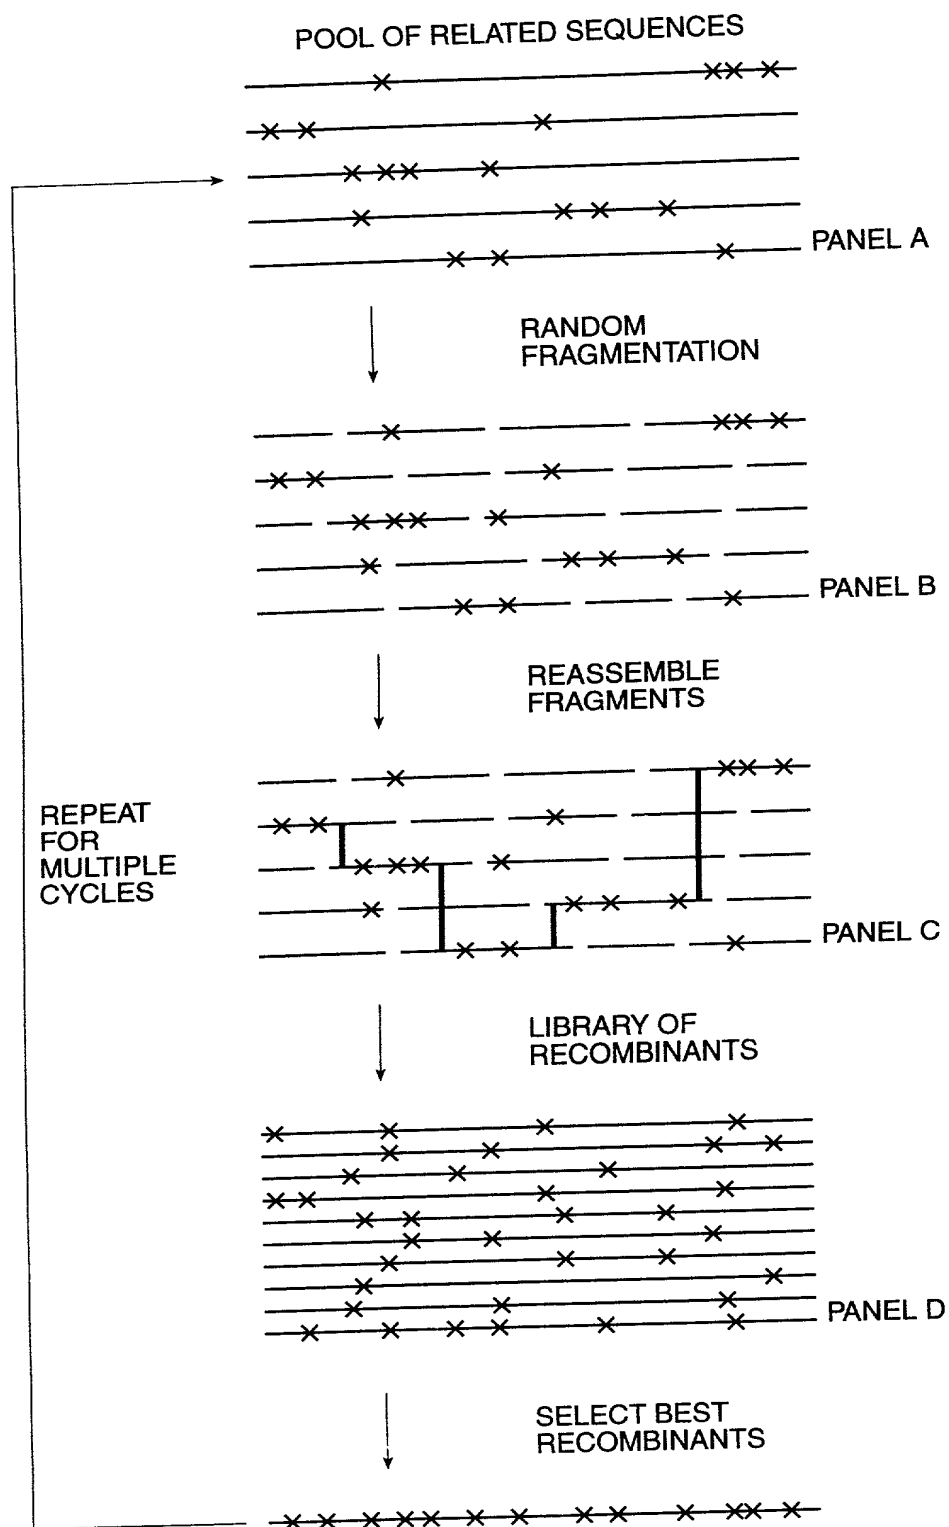 POOL OF RELATED SEQUENCES
PANEL A
RANDOM
FRAGMENTATION
PANEL B
REASSEMBLE
FRAGMENTS
REPEAT
FOR
MULTIPLE
CYCLES
PANEL C
LIBRARY OF
RECOMBINANTS
PANEL D
SELECT BEST
RECOMBINANTS